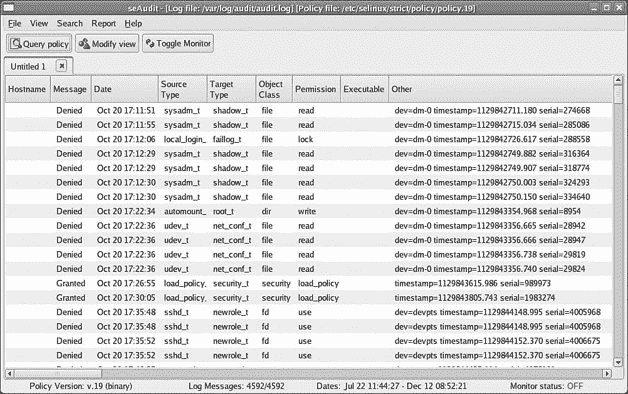 seAudit - [Log file: /var/log/audit/audit.log] [Policy file: /etc/selinux/strict/policy/policy.19]
File View Search Report Help
Query policy Modify view Toggle Monitor
Untitled 1
Hostname Message Date Source Type Target Type Object Class Permission Executable Other
Denied Oct 20 17:11:51 sysadm_t shadow_t file read dev=dm-0 timestamp=1129842711.180 serial=274668
Denied Oct 20 17:11:55 sysadm_t shadow_t file read dev=dm-0 timestamp=1129842715.034 serial=285086
Denied Oct 20 17:12:06 local_login_ faillog_t file lock dev=dm-0 timestamp=1129842726.617 serial=288558
Denied Oct 20 17:12:29 sysadm_t shadow_t file read dev=dm-0 timestamp=1129842749.882 serial=316364
Denied Oct 20 17:12:29 sysadm_t shadow_t file read dev=dm-0 timestamp=1129842749.907 serial=318774
Denied Oct 20 17:12:30 sysadm_t shadow_t file read dev=dm-0 timestamp=1129842750.003 serial=324293
Denied Oct 20 17:12:30 sysadm_t shadow_t file read dev=dm-0 timestamp=1129842750.150 serial=334640
Denied Oct 20 17:22:34 automount_ root_t dir write dev=dm-0 timestamp=1129843354.968 serial=8954
Denied Oct 20 17:22:36 udev_t net_conf_t file read dev=dm-0 timestamp=1129843356.665 serial=28942
Denied Oct 20 17:22:36 udev_t net_conf_t file read dev=dm-0 timestamp=1129843356.666 serial=28947
Denied Oct 20 17:22:36 udev_t net_conf_t file read dev=dm-0 timestamp=1129843356.738 serial=29819
Denied Oct 20 17:22:36 udev_t net_conf_t file read dev=dm-0 timestamp=1129843356.740 serial=29824
Granted Oct 20 17:26:55 load_policy_ security_t security load_policy timestamp=1129843615.986 serial=989973
Granted Oct 20 17:30:05 load_policy_ security_t security load_policy timestamp=1129843805.743 serial=1983274
Denied Oct 20 17:35:48 sshd_t newrole_t fd use dev=devpts timestamp=1129844148.995 serial=4005968
Denied Oct 20 17:35:48 sshd_t newrole_t fd use dev=devpts timestamp=1129844148.995 serial=4005968
Denied Oct 20 17:35:52 sshd_t newrole_t fd use dev=devpts timestamp=1129844152.370 serial=4006675
Denied Oct 20 17:35:52 sshd_t newrole_t fd use dev=devpts timestamp=1129844152.370 serial=4006675
Policy Version: v.19 (binary) Log Messages: 4592/4592 Dates: Jul 22 11:44:27 - Dec 12 08:52:21 Monitor status: OFF